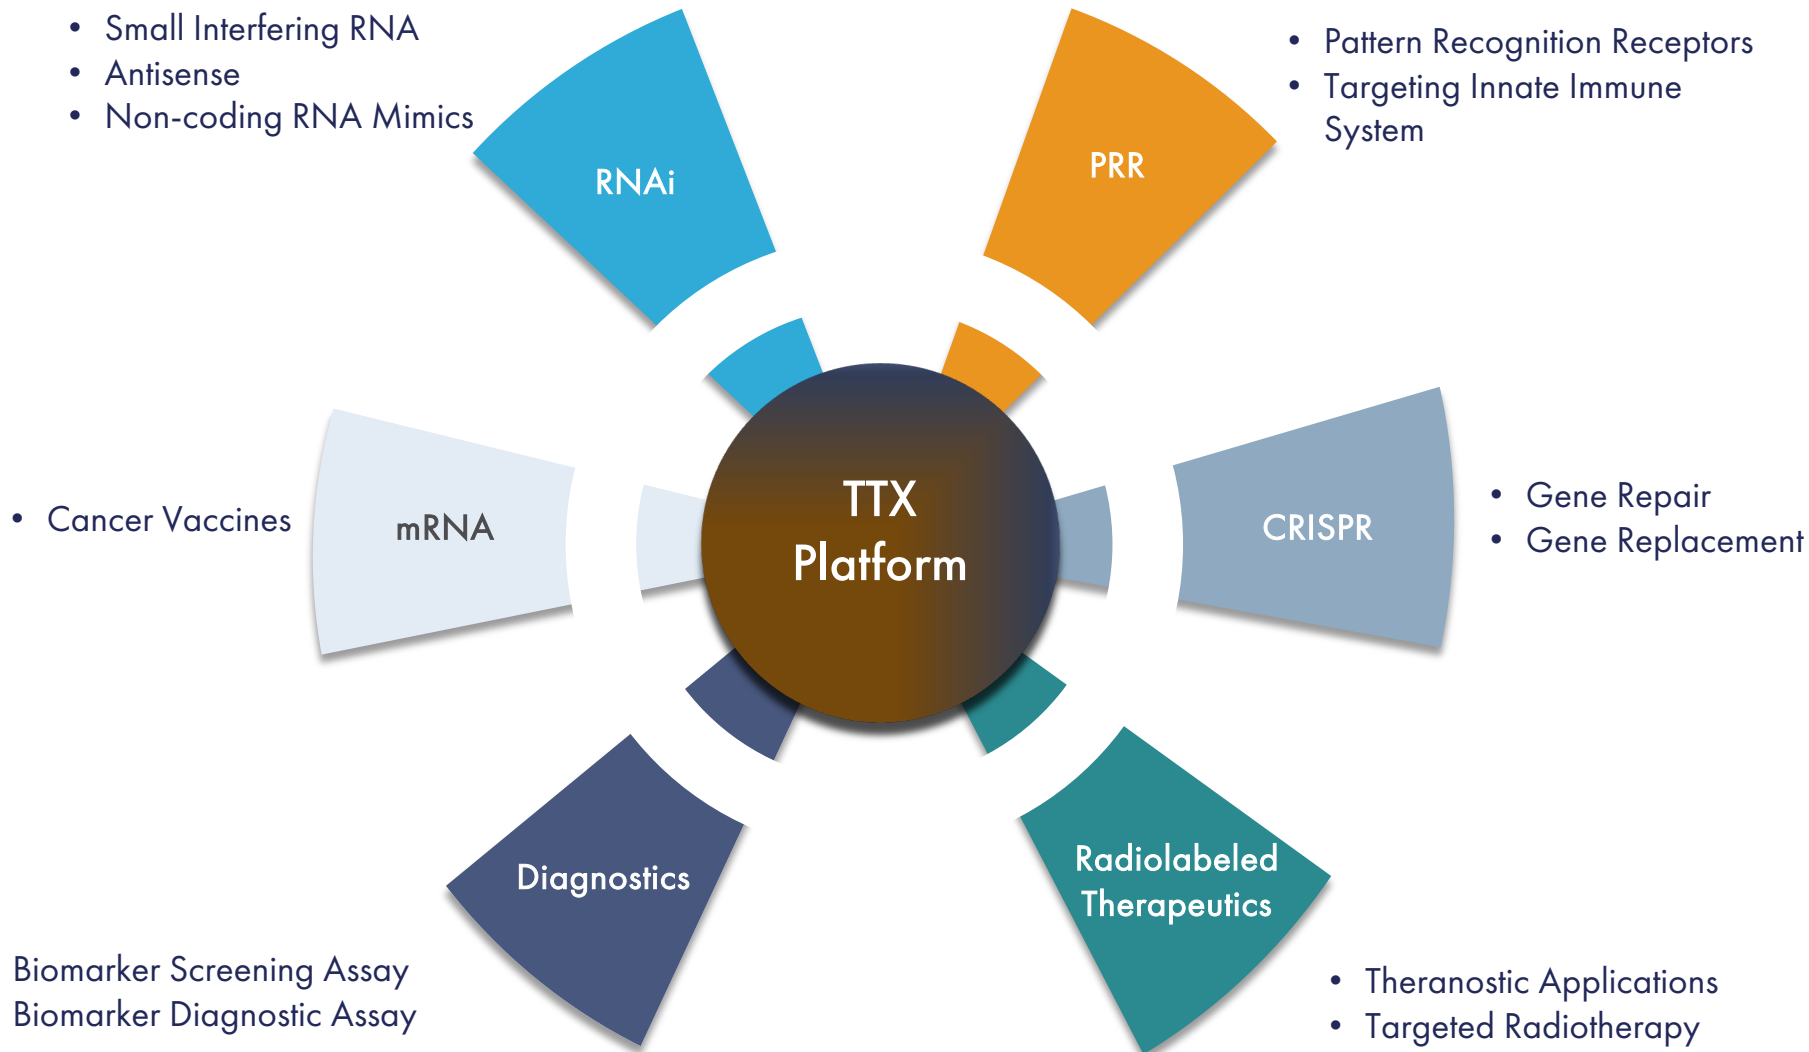 • Small Interfering RNA
• Antisense
• Non-coding RNA Mimics
RNAi
PRR
• Pattern Recognition Receptors
• Targeting Innate Immune
System
• Cancer Vaccines
mRNA
TTX
Platform
CRISPR
• Gene Repair
• Gene Replacement
Diagnostics
Biomarker Screening Assay
Biomarker Diagnostic Assay
Radiolabeled
Therapeutics
• Theranostic Applications
• Targeted Radiotherapy